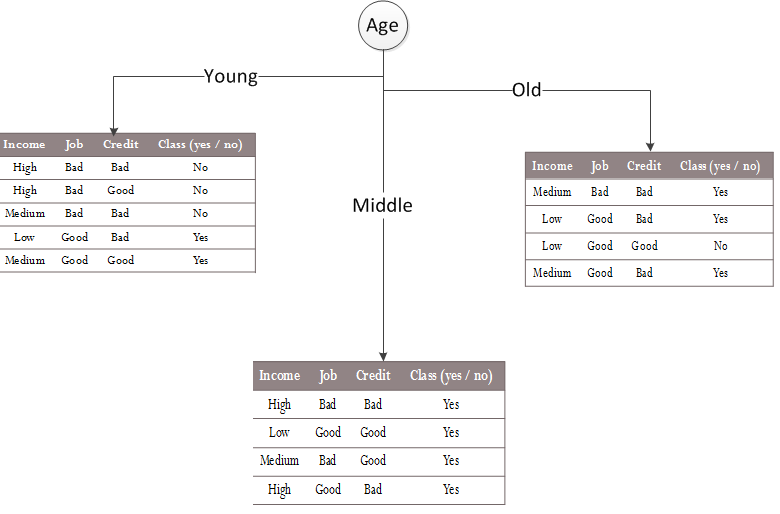 Age
Young
Old
Middle
Income Job Credit Class (yes / no)
High Bad Bad No
High Bad Good No
Medium Bad Bad No
Low Good Bad Yes
Medium Good Good Yes
Income Job Credit Class (yes / no)
Medium Bad Bad Yes
Low Good Bad Yes
Low Good Good No
Medium Good Bad Yes
Income Job Credit Class (yes / no)
High Bad Bad Yes
Low Good Good Yes
Medium Bad Good Yes
High Good Bad Yes